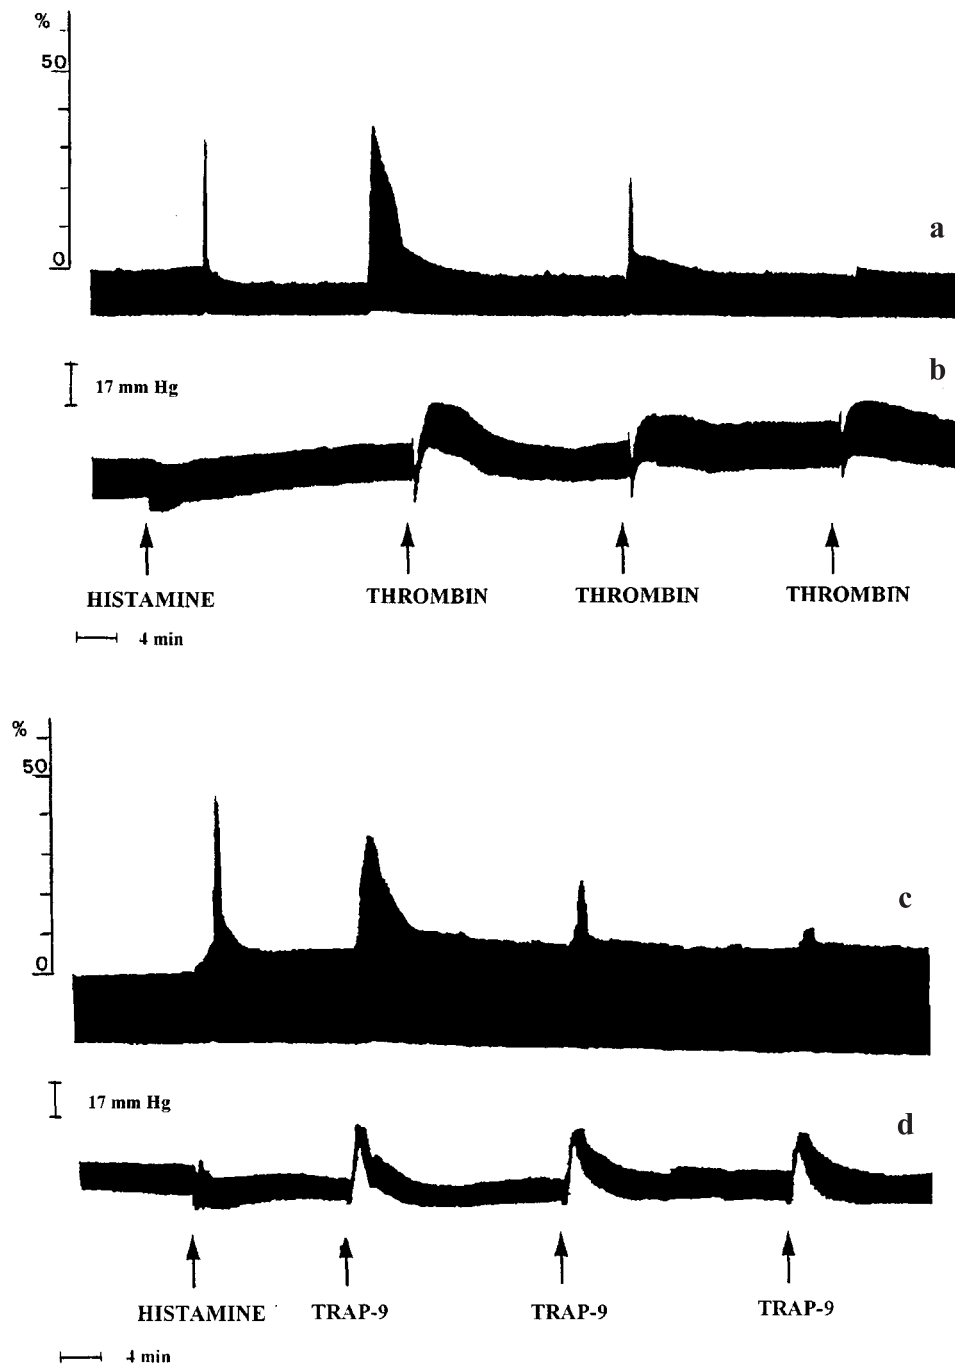 %
50
0
a
17 mm Hg
b
HISTAMINE
THROMBIN
THROMBIN
THROMBIN
4 min
%
50
0
c
17 mm Hg
d
HISTAMINE
TRAP-9
TRAP-9
TRAP-9
4 min